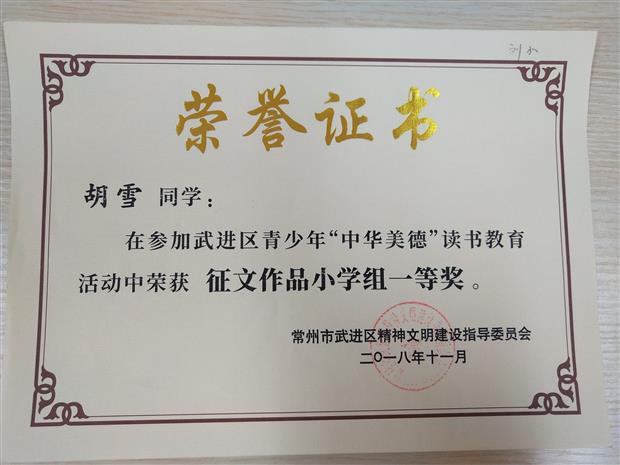 荣誉证书
胡雪 同学：
在参加武进区青少年“中华美德”读书教育
活动中荣获 征文作品小学组一等奖。
常州市武进区精神文明建设指导委员会
二〇一八年十一月